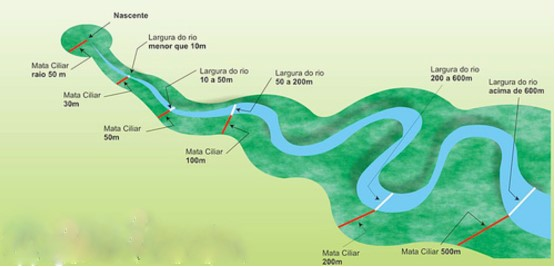 Nascente
Largura do rio
menor que 10m
Mata Ciliar
raio 50 m
Largura do rio
10 a 50m
Largura do rio
50 a 200m
Largura do rio
200 a 600m
Largura do rio
acima de 600m
Mata Ciliar
30m
Mata Ciliar
50m
Mata Ciliar
100m
Mata Ciliar
200m
Mata Ciliar 500m